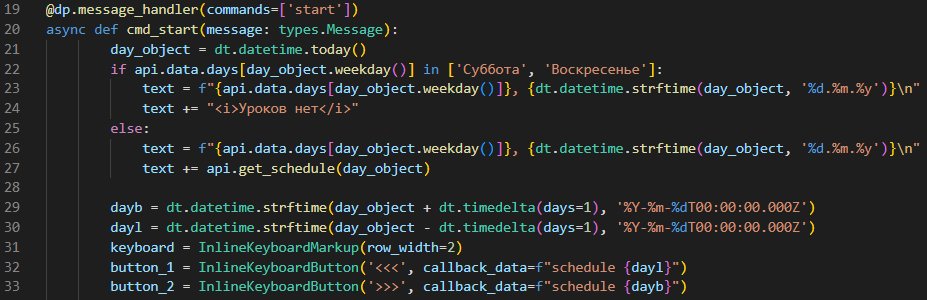 19 @dp.message_handler(commands=['start'])
20 async def cmd_start(message: types.Message):
21 day_object = dt.datetime.today()
22 if api.data.days[day_object.weekday()] in ['Суббота', 'Воскресенье']:
23 text = f"{api.data.days[day_object.weekday()]}, {dt.datetime.strftime(day_object, '%d.%m.%y')}\n"
24 text += "<i>Уроков нет</i>"
25 else:
26 text = f"{api.data.days[day_object.weekday()]}, {dt.datetime.strftime(day_object, '%d.%m.%y')}\n"
27 text += api.get_schedule(day_object)
28
29 dayb = dt.datetime.strftime(day_object + dt.timedelta(days=1), '%Y-%m-%dT00:00:00.000Z')
30 dayl = dt.datetime.strftime(day_object - dt.timedelta(days=1), '%Y-%m-%dT00:00:00.000Z')
31 keyboard = InlineKeyboardMarkup(row_width=2)
32 button_1 = InlineKeyboardButton('<<<', callback_data=f"schedule {dayl}")
33 button_2 = InlineKeyboardButton('>>>', callback_data=f"schedule {dayb}")